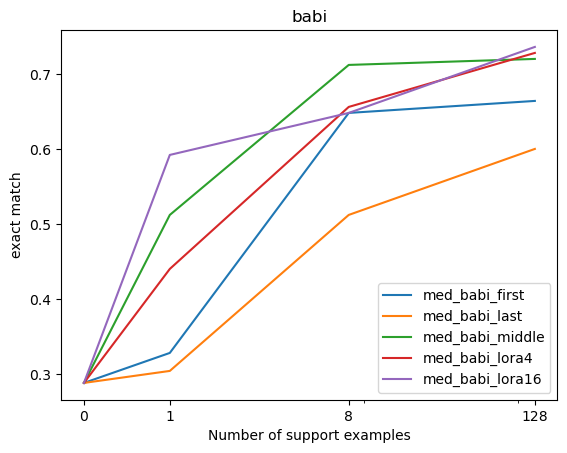 babi
exact match
0.7
0.6
0.5
0.4
0.3
med_babi_first
med_babi_last
med_babi_middle
med_babi_lora4
med_babi_lora16
0 1 8 128
Number of support examples